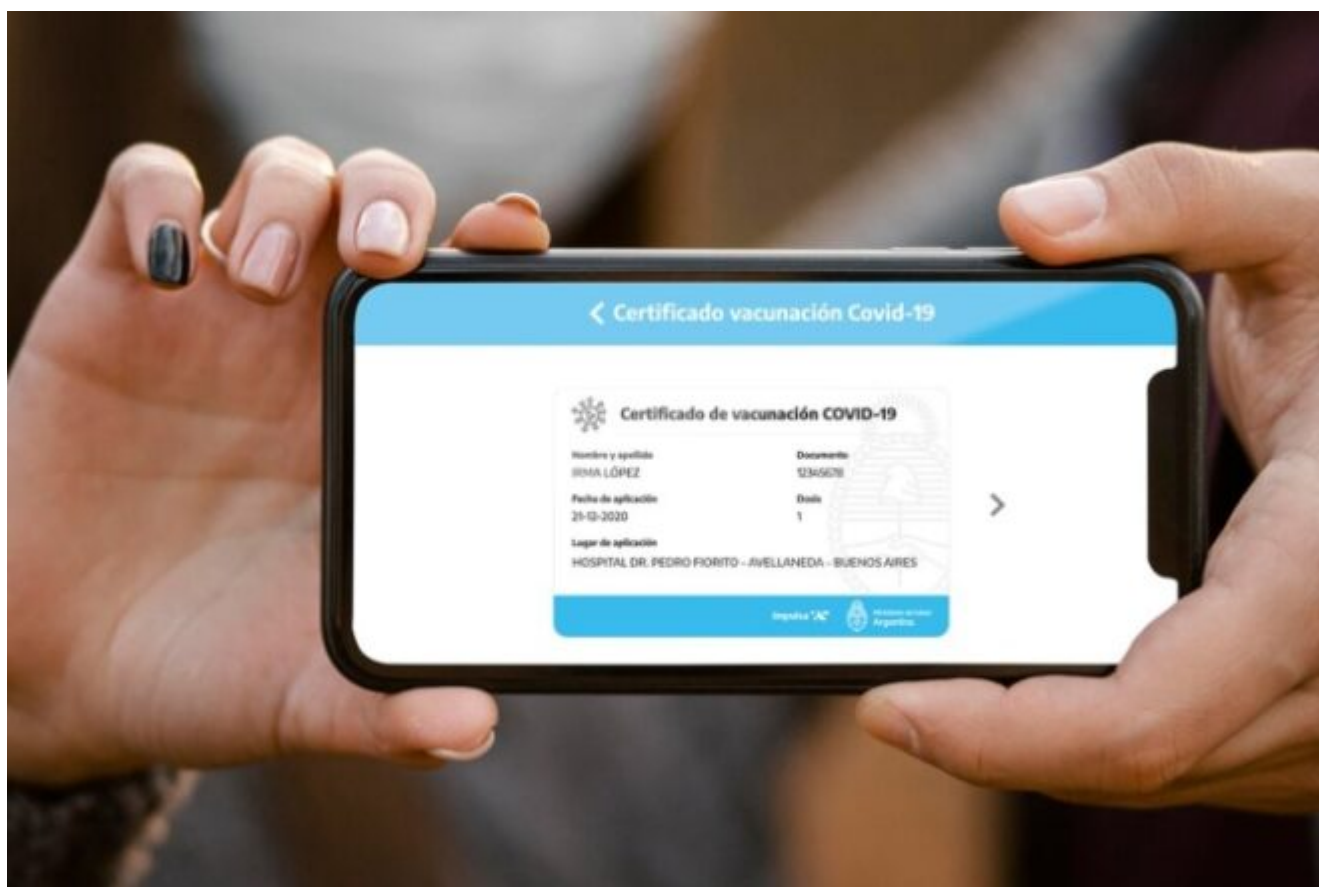 Certificado vacunación Covid-19
Certificado de vacunación COVID-19
Nombre y apellido Documento
IRMA LÓPEZ 12345678
Fecha de aplicación Dosis
21-12-2020 1
Lugar de aplicación
HOSPITAL DR. PEDRO FIORITO - AVELLANEDA - BUENOS AIRES
Argentina